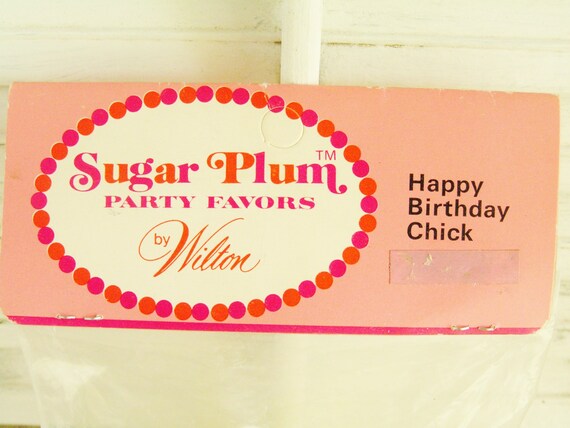 Sugar Plum™
PARTY FAVORS
by Wilton
Happy
Birthday
Chick